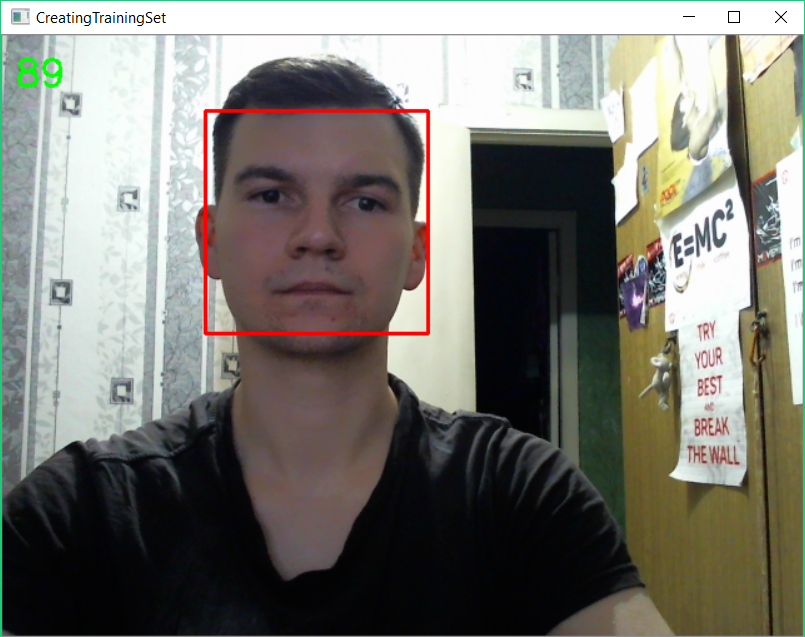 CreatingTrainingSet
89
E=MC²
TRY
YOUR
BEST
AND
BREAK
THE WALL
I'm
I'm
I'm